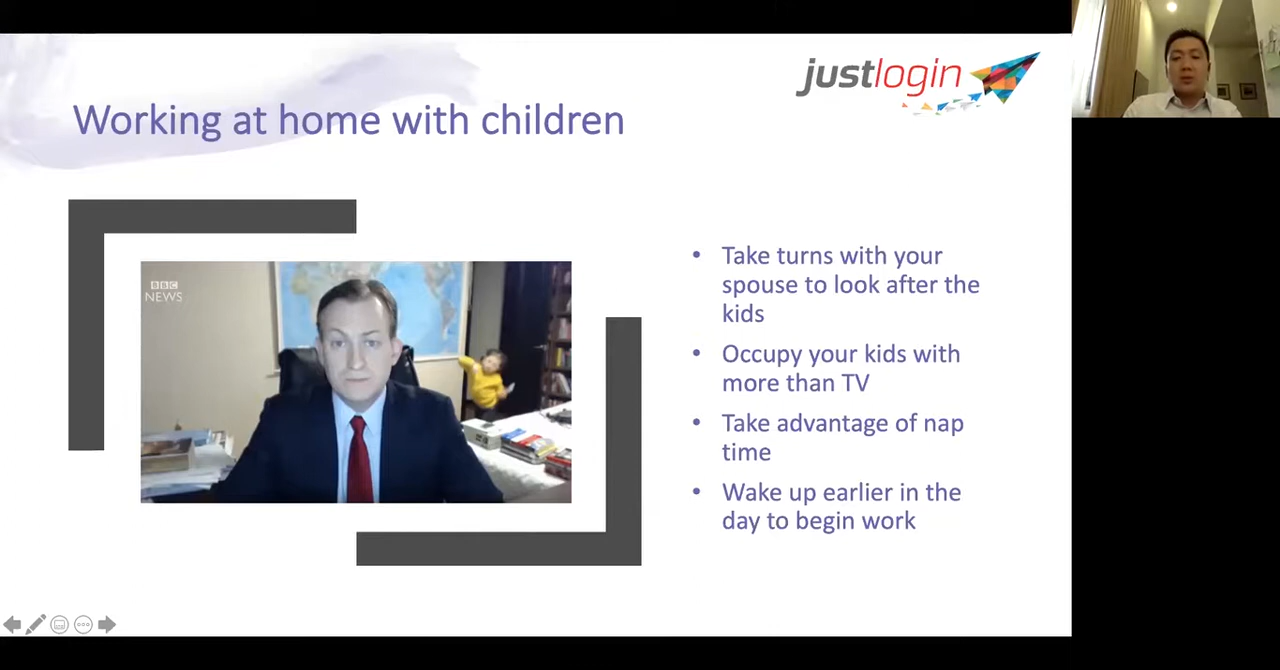 justlogin
Working at home with children
BBC
NEWS
• Take turns with your
spouse to look after the
kids
• Occupy your kids with
more than TV
• Take advantage of nap
time
• Wake up earlier in the
day to begin work